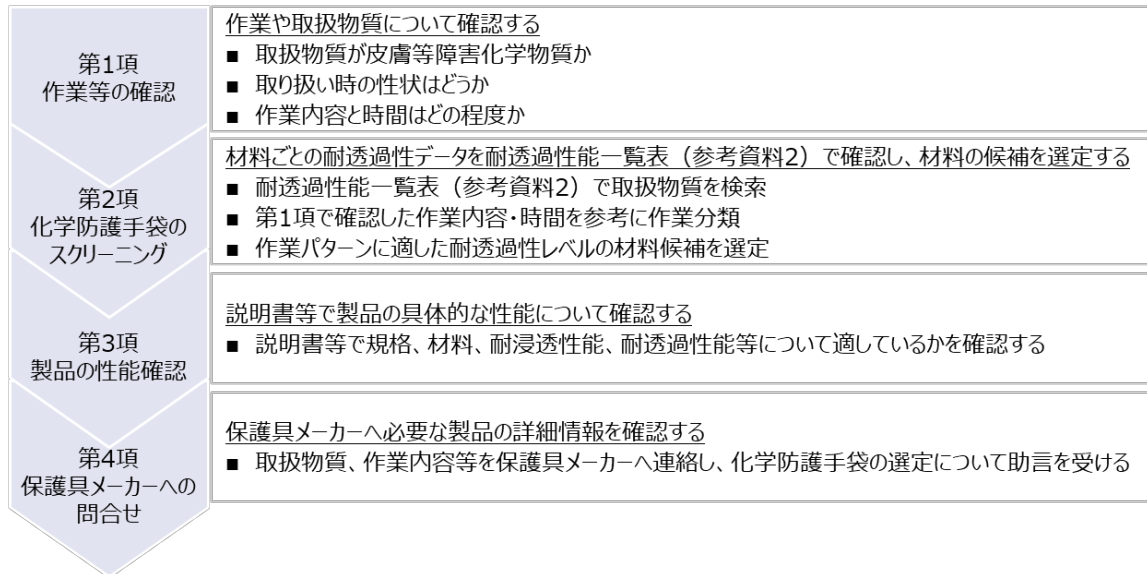 第1項
作業等の確認
作業や取扱物質について確認する
■ 取扱物質が皮膚等障害化学物質か
■ 取り扱い時の性状はどうか
■ 作業内容と時間はどの程度か
第2項
化学防護手袋の
スクリーニング
材料ごとの耐透過性データを耐透過性能一覧表（参考資料2）で確認し、材料の候補を選定する
■ 耐透過性能一覧表（参考資料2）で取扱物質を検索
■ 第1項で確認した作業内容・時間を参考に作業分類
■ 作業パターンに適した耐透過性レベルの材料候補を選定
第3項
製品の性能確認
説明書等で製品の具体的な性能について確認する
■ 説明書等で規格、材料、耐浸透性能、耐透過性能等について適しているかを確認する
第4項
保護具メーカーへの
問合せ
保護具メーカーへ必要な製品の詳細情報を確認する
■ 取扱物質、作業内容等を保護具メーカーへ連絡し、化学防護手袋の選定について助言を受ける